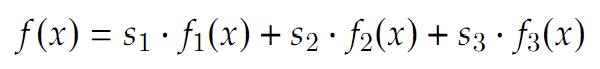 f(x) = s₁ · f₁(x) + s₂ · f₂(x) + s₃ · f₃(x)